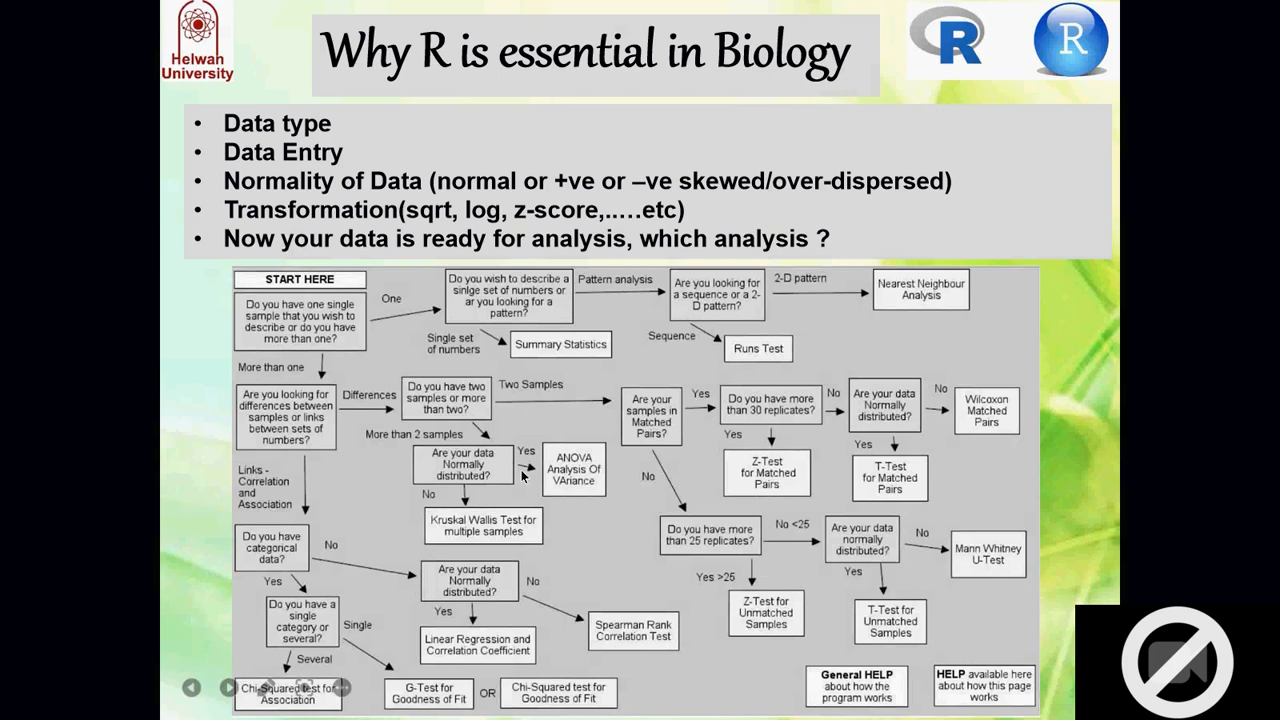 Helwan
University
Why R is essential in Biology
R
R
• Data type
• Data Entry
• Normality of Data (normal or +ve or –ve skewed/over-dispersed)
• Transformation(sqrt, log, z-score,..…etc)
• Now your data is ready for analysis, which analysis ?
START HERE
Do you have one single
sample that you wish to
describe or do you have
more than one?
One
Do you wish to describe a
sinlge set of numbers or
ar you looking for a
pattern?
Pattern analysis
Are you looking for
a sequence or a 2-
D pattern?
2-D pattern
Nearest Neighbour
Analysis
Single set
of numbers
Summary Statistics
Sequence
Runs Test
More than one
Are you looking for
differences between
samples or links
between sets of
numbers?
Differences
Do you have two
samples or more
than two?
Two Samples
Are your
samples in
Matched
Pairs?
Yes
Do you have more
than 30 replicates?
No
Are your data
Normally
distributed?
No
Wilcoxon
Matched
Pairs
More than 2 samples
Yes
Yes
Are your data
Normally
distributed?
Yes
ANOVA
Analysis Of
VAriance
Z-Test
for Matched
Pairs
T-Test
for Matched
Pairs
Links -
Correlation
and
Association
No
No
Kruskal Wallis Test for
multiple samples
Do you have more
than 25 replicates?
No <25
Are your data
normally
distributed?
No
Mann Whitney
U-Test
Do you have
categorical
data?
No
Are your data
Normally
distributed?
No
Yes >25
Yes
Yes
Do you have a
single
category or
several?
Single
Yes
Linear Regression and
Correlation Coefficient
Spearman Rank
Correlation Test
Z-Test for
Unmatched
Samples
T-Test for
Unmatched
Samples
Several
Chi-Squared test for
Association
G-Test for
Goodness of Fit
OR
Chi-Squared test for
Goodness of Fit
General HELP
about how the
program works
HELP available here
about how this page
works